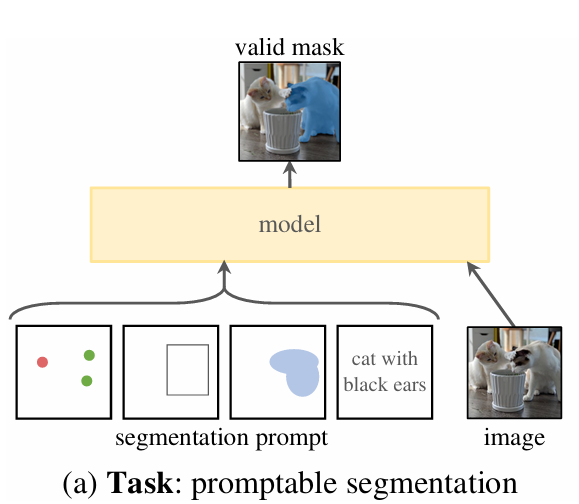 valid mask
model
cat with
black ears
segmentation prompt
image
(a) Task: promptable segmentation